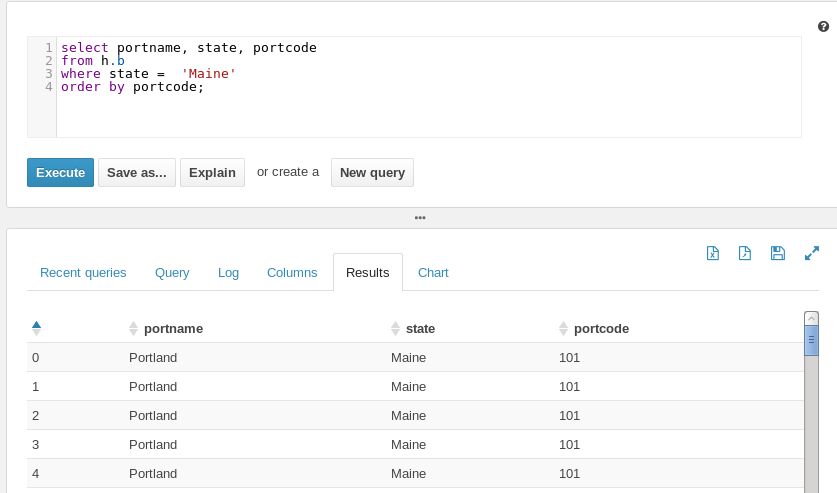 1 select portname, state, portcode
2 from h.b
3 where state =  'Maine'
4 order by portcode;
Execute Save as... Explain or create a New query
Recent queries Query Log Columns Results Chart
portname state portcode
0 Portland Maine 101
1 Portland Maine 101
2 Portland Maine 101
3 Portland Maine 101
4 Portland Maine 101